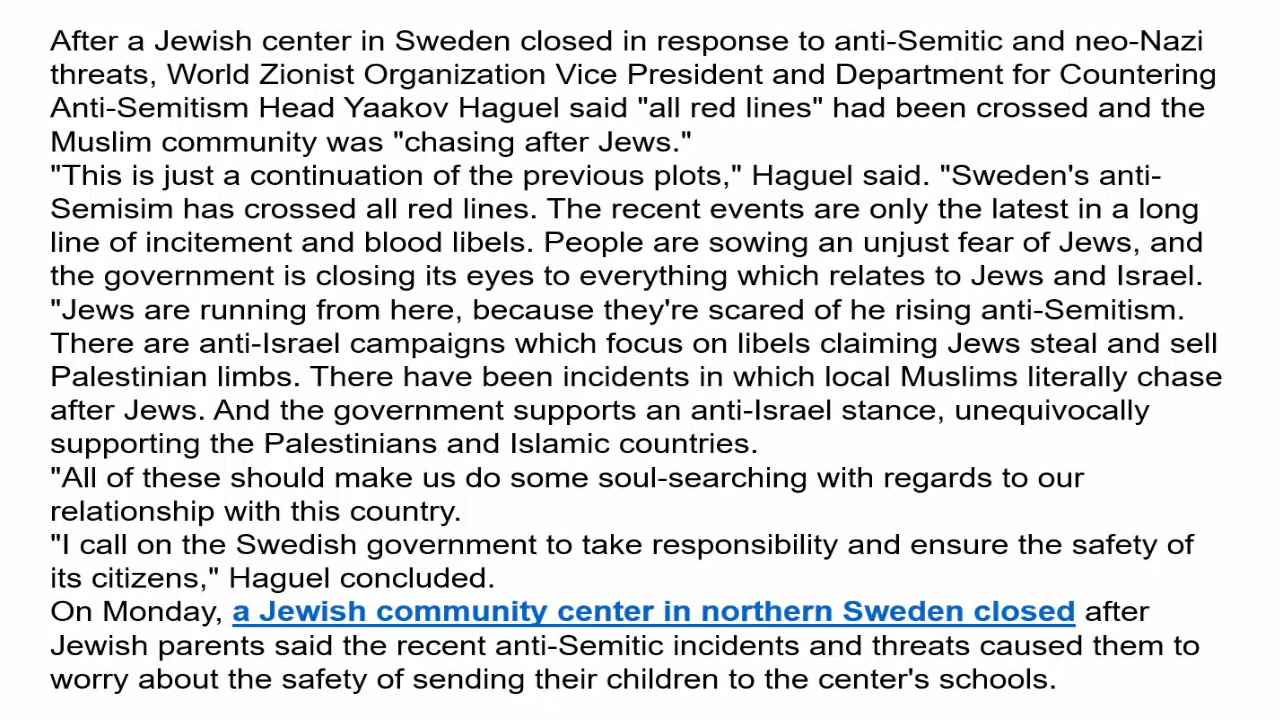 After a Jewish center in Sweden closed in response to anti-Semitic and neo-Nazi
threats, World Zionist Organization Vice President and Department for Countering
Anti-Semitism Head Yaakov Haguel said "all red lines" had been crossed and the
Muslim community was "chasing after Jews."
"This is just a continuation of the previous plots," Haguel said. "Sweden's anti-
Semisim has crossed all red lines. The recent events are only the latest in a long
line of incitement and blood libels. People are sowing an unjust fear of Jews, and
the government is closing its eyes to everything which relates to Jews and Israel.
"Jews are running from here, because they're scared of he rising anti-Semitism.
There are anti-Israel campaigns which focus on libels claiming Jews steal and sell
Palestinian limbs. There have been incidents in which local Muslims literally chase
after Jews. And the government supports an anti-Israel stance, unequivocally
supporting the Palestinians and Islamic countries.
"All of these should make us do some soul-searching with regards to our
relationship with this country.
"I call on the Swedish government to take responsibility and ensure the safety of
its citizens," Haguel concluded.
On Monday, a Jewish community center in northern Sweden closed after
Jewish parents said the recent anti-Semitic incidents and threats caused them to
worry about the safety of sending their children to the center's schools.